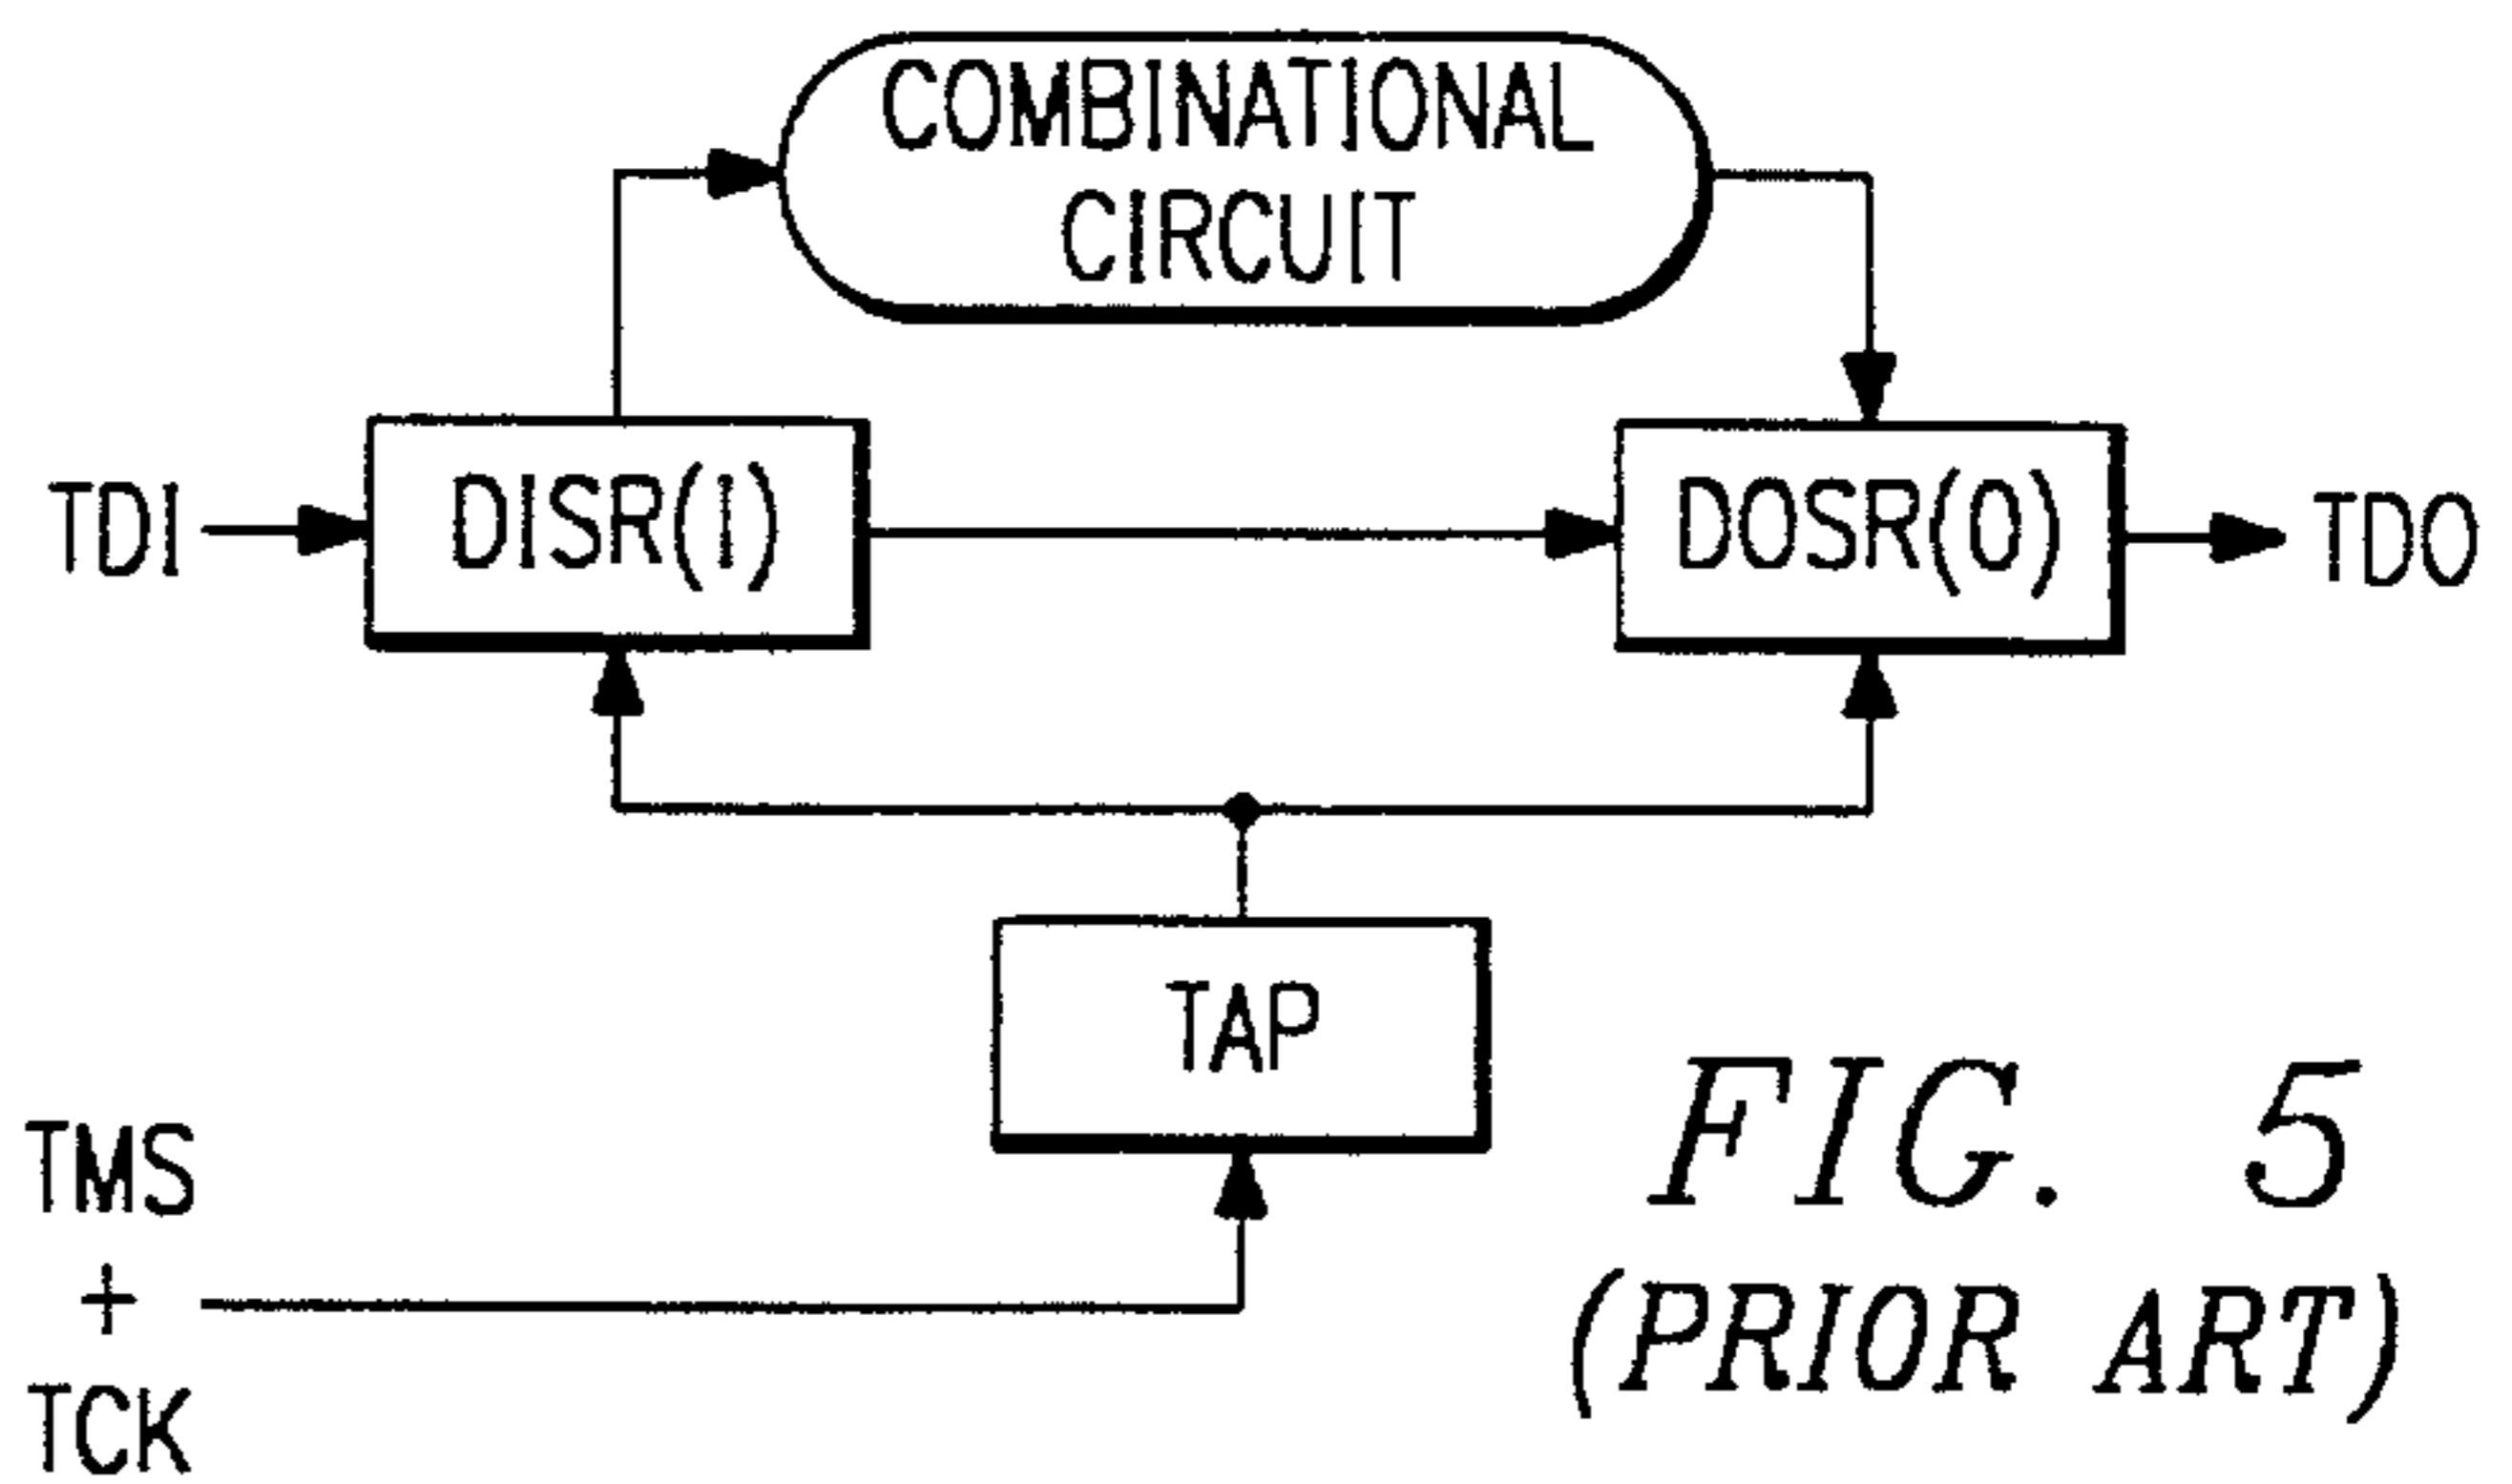 COMBINATIONAL
CIRCUIT
TDI
DISR(I)
DOSR(O)
TDO
TAP
TMS
+
TCK
FIG. 5
(PRIOR ART)